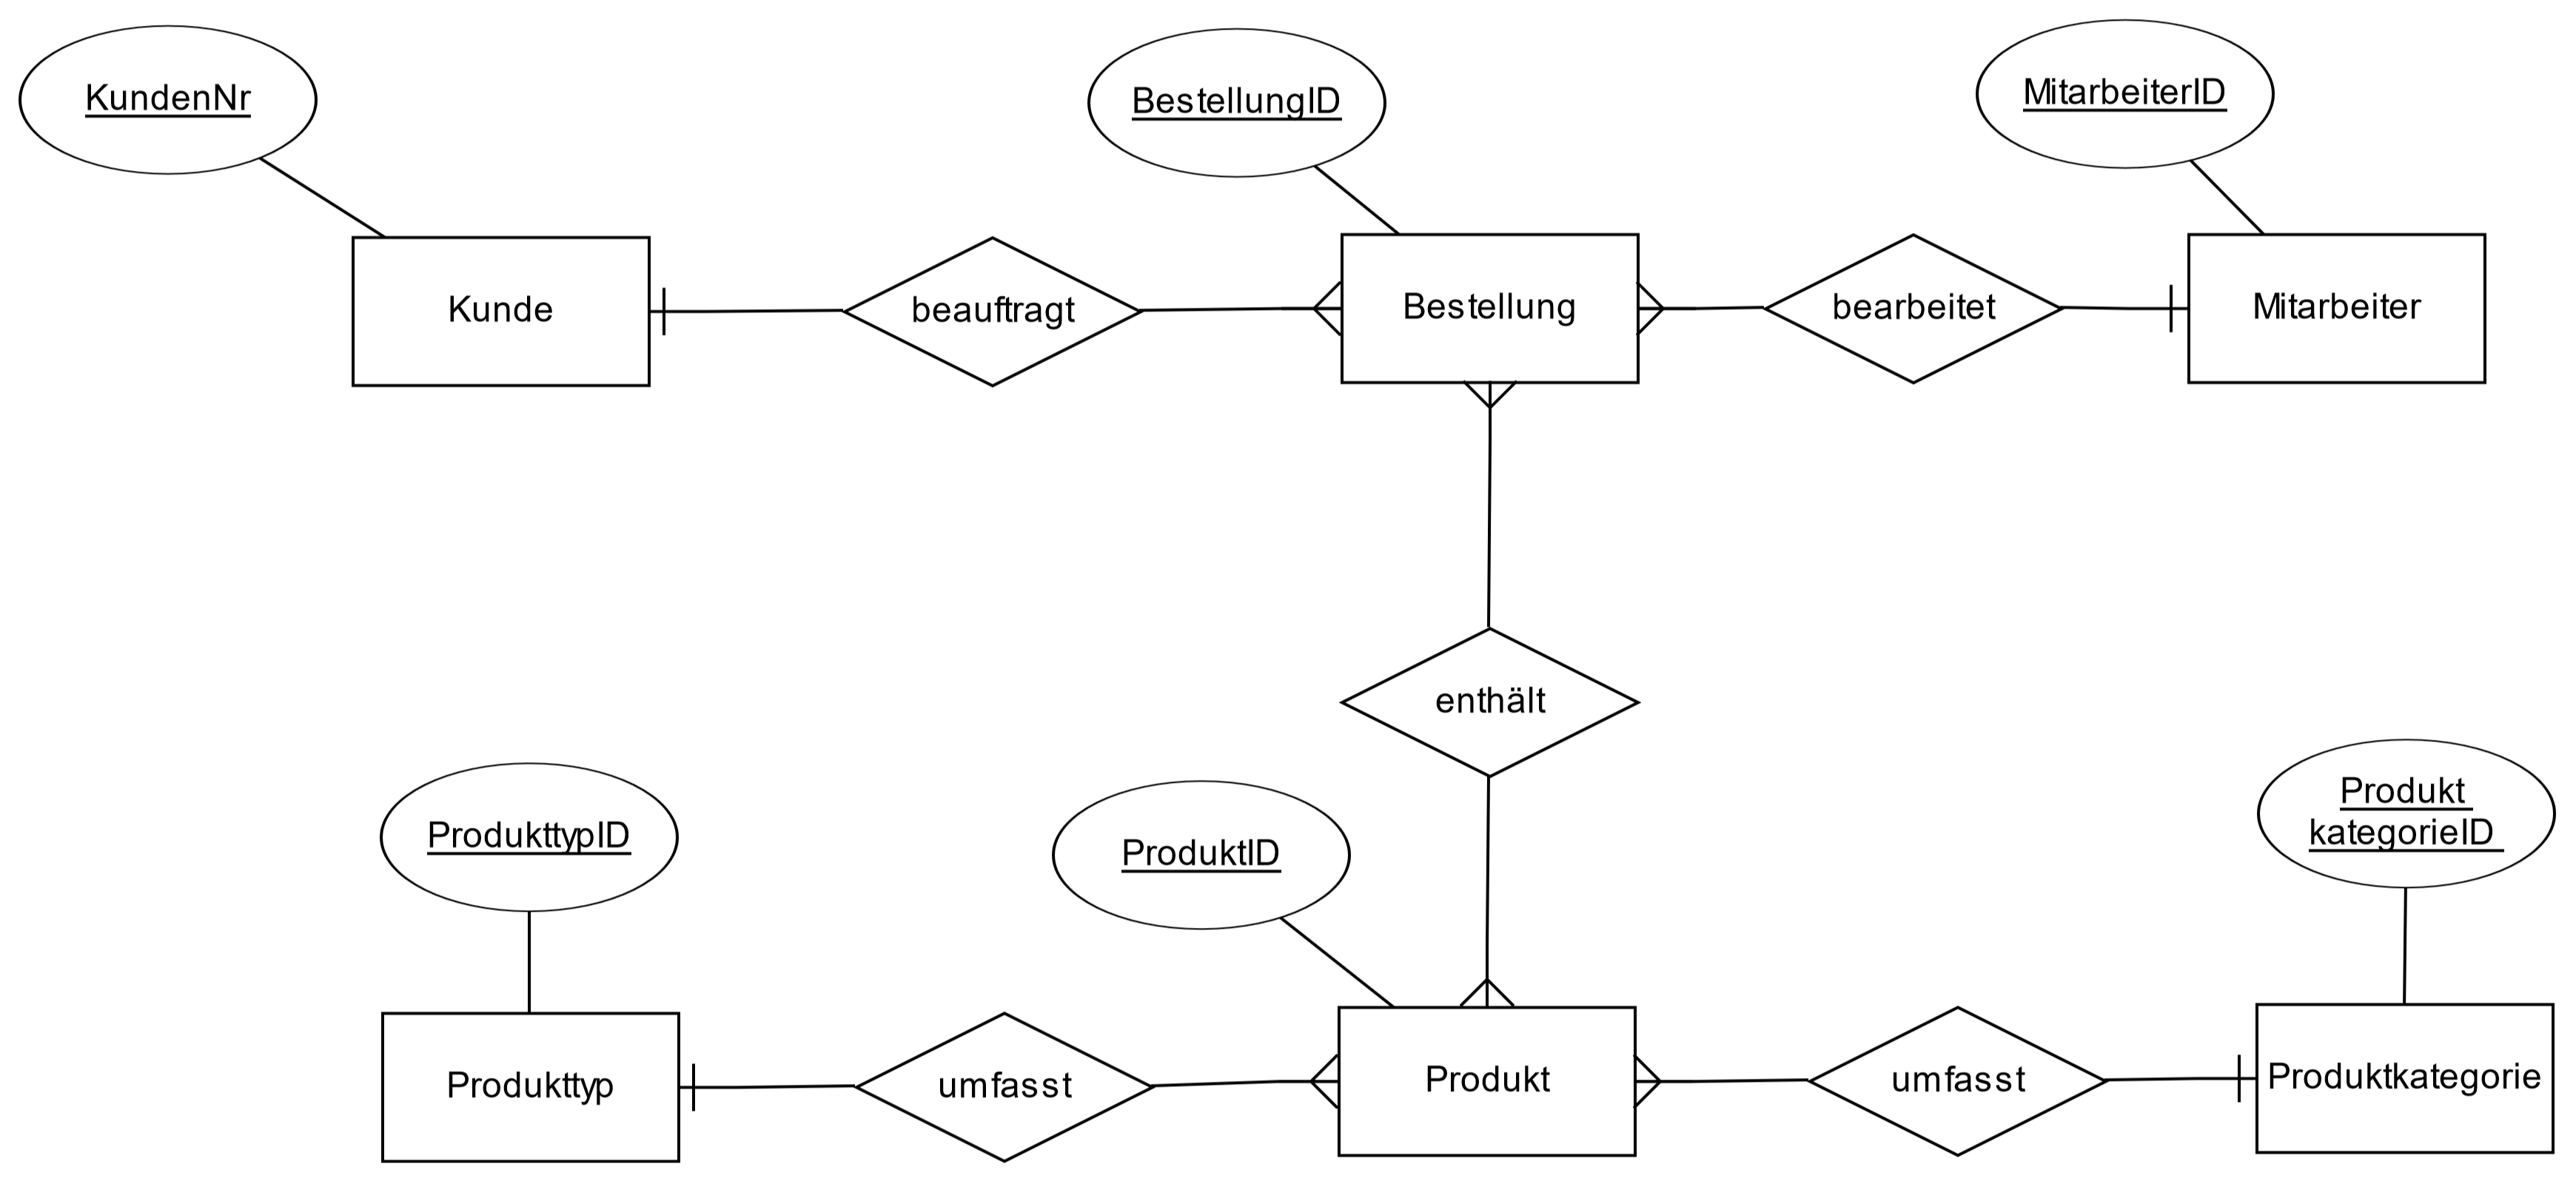 KundenNr
BestellungID
MitarbeiterID
Kunde
beauftragt
Bestellung
bearbeitet
Mitarbeiter
enthält
ProdukttypID
ProduktID
Produkt
kategorieID
Produkttyp
umfasst
Produkt
umfasst
Produktkategorie